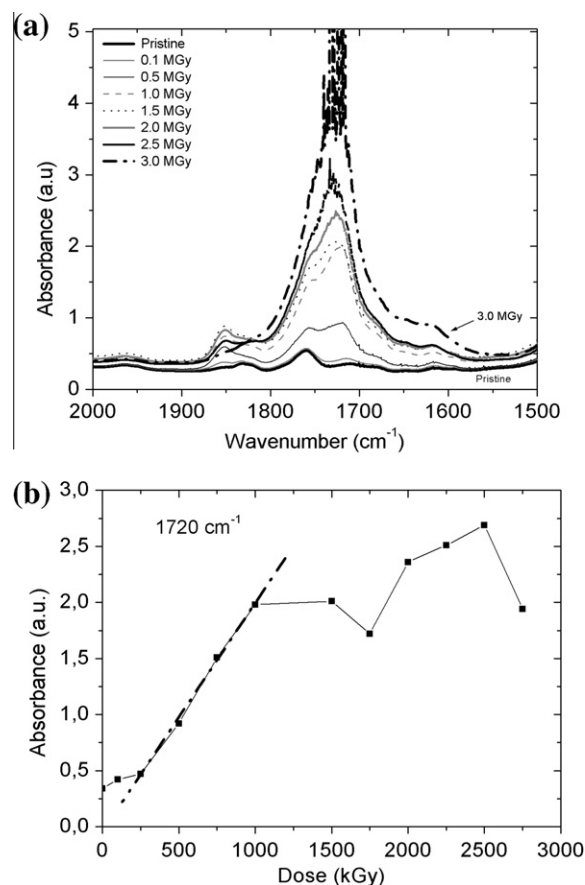 (a)
5
4
3
2
1
0
Absorbance (a.u)
Pristine
0.1 MGy
0.5 MGy
1.0 MGy
1.5 MGy
2.0 MGy
2.5 MGy
3.0 MGy
3.0 MGy
Pristine
2000 1900 1800 1700 1600 1500
Wavenumber (cm⁻¹)
(b)
3.0
2.5
2.0
1.5
1.0
0.5
0.0
Absorbance (a.u.)
1720 cm⁻¹
0 500 1000 1500 2000 2500 3000
Dose (kGy)